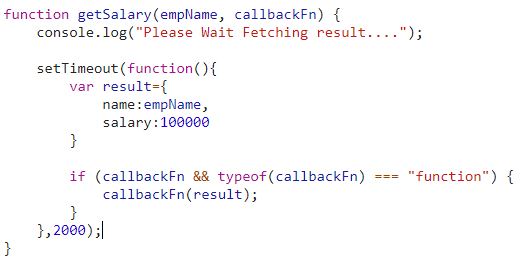 function getSalary(empName, callbackFn) {
    console.log("Please Wait Fetching result....");

    setTimeout(function(){
        var result={
            name:empName,
            salary:100000
        }

        if (callbackFn && typeof(callbackFn) === "function") {
            callbackFn(result);
        }
    },2000);
}